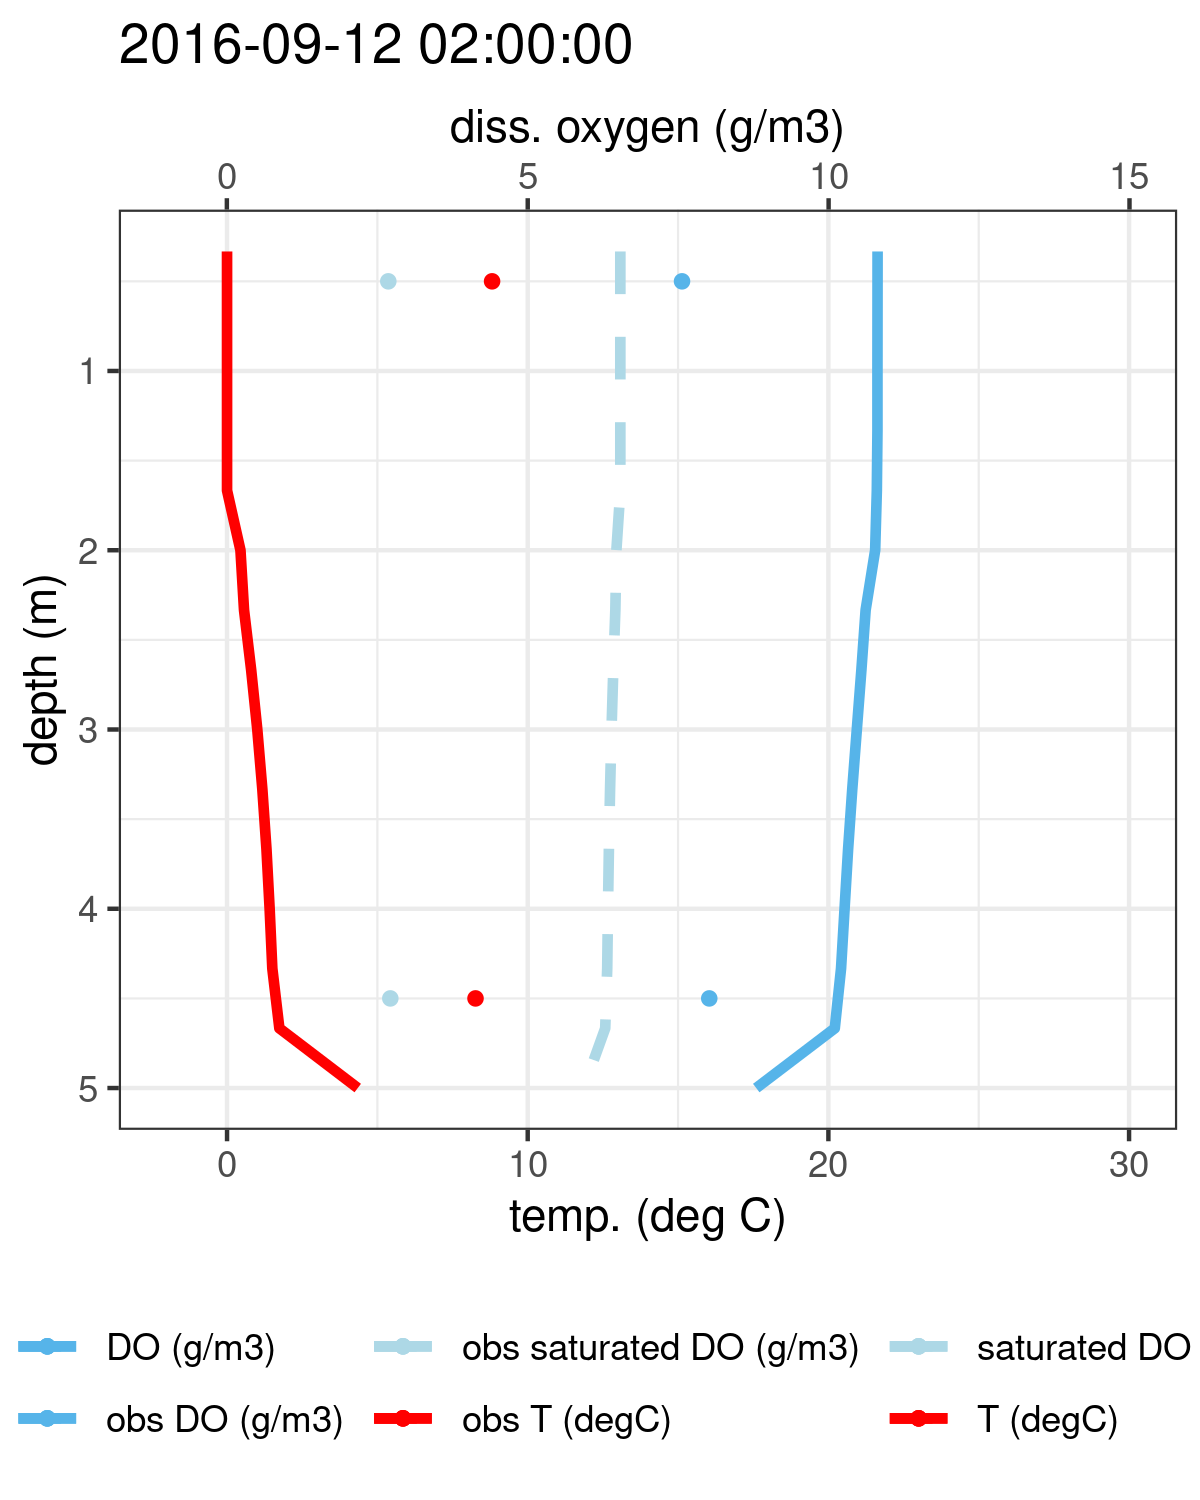 2016-09-12 02:00:00
diss. oxygen (g/m3)
0 5 10 15
1
2
3
4
5
depth (m)
0 10 20 30
temp. (deg C)
DO (g/m3) obs saturated DO (g/m3) saturated DO
obs DO (g/m3) obs T (degC) T (degC)